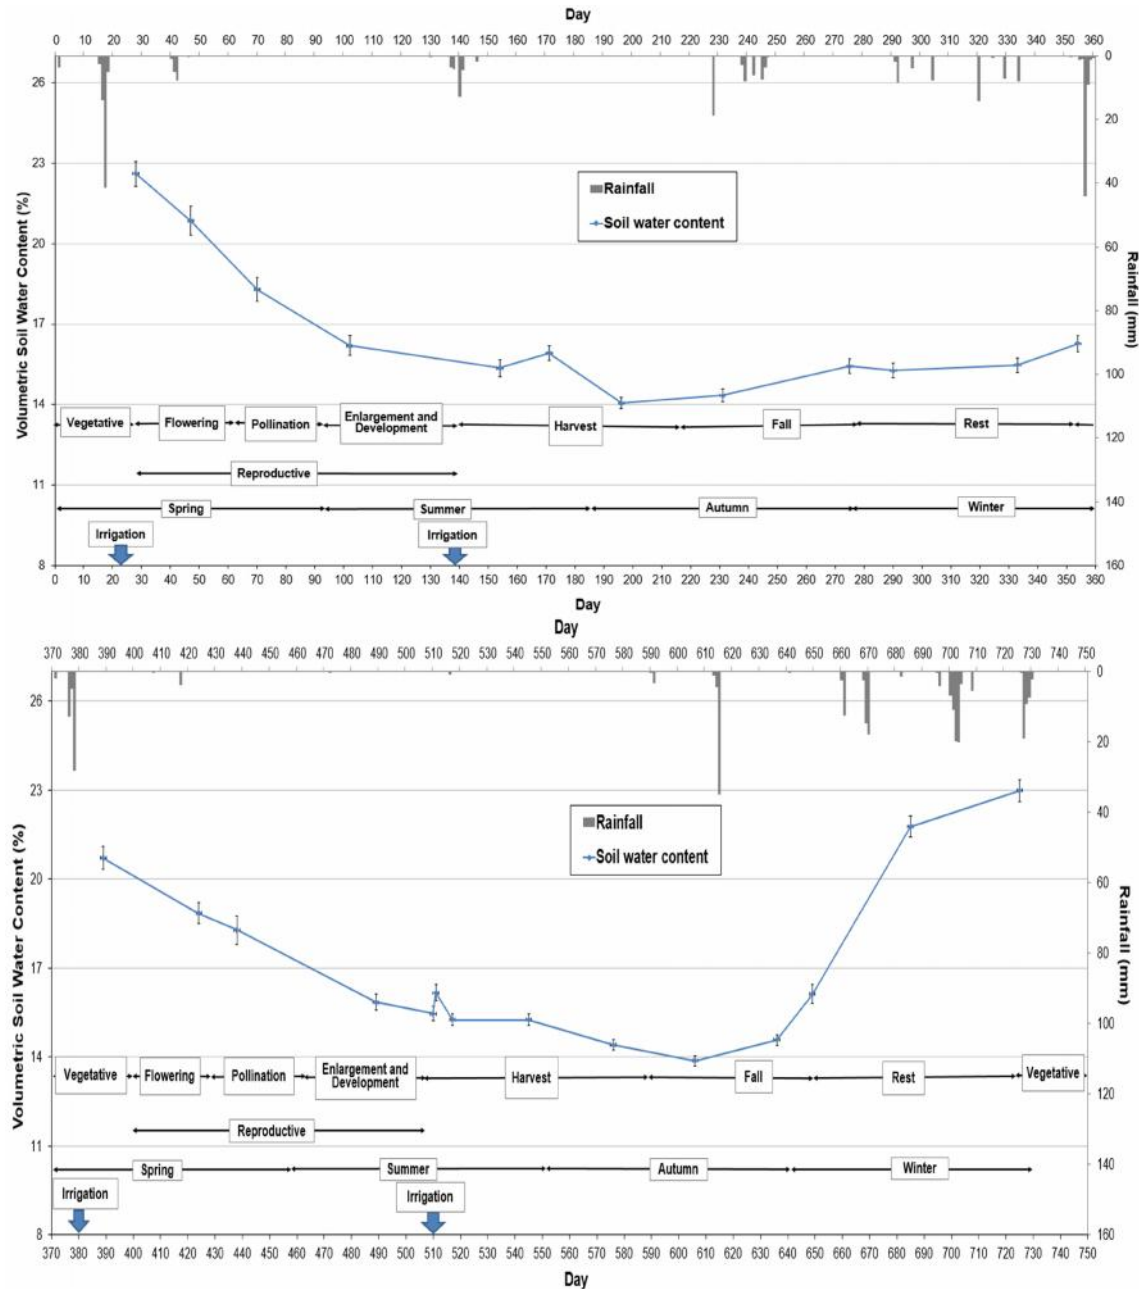 Day
0 10 20 30 40 50 60 70 80 90 100 110 120 130 140 150 160 170 180 190 200 210 220 230 240 250 260 270 280 290 300 310 320 330 340 350 360
26
23
20
17
14
11
8
Volumetric Soil Water Content (%)
0
20
40
60
80
100
120
140
160
Rainfall (mm)
Rainfall
Soil water content
Vegetative
Flowering
Pollination
Enlargement and
Development
Harvest
Fall
Rest
Reproductive
Spring
Summer
Autumn
Winter
Irrigation
Irrigation
0 10 20 30 40 50 60 70 80 90 100 110 120 130 140 150 160 170 180 190 200 210 220 230 240 250 260 270 280 290 300 310 320 330 340 350 360
Day
Day
370 380 390 400 410 420 430 440 450 460 470 480 490 500 510 520 530 540 550 560 570 580 590 600 610 620 630 640 650 660 670 680 690 700 710 720 730 740 750
26
23
20
17
14
11
8
Volumetric Soil Water Content (%)
0
20
40
60
80
100
120
140
160
Rainfall (mm)
Rainfall
Soil water content
Vegetative
Flowering
Pollination
Enlargement and
Development
Harvest
Fall
Rest
Vegetative
Reproductive
Spring
Summer
Autumn
Winter
Irrigation
Irrigation
370 380 390 400 410 420 430 440 450 460 470 480 490 500 510 520 530 540 550 560 570 580 590 600 610 620 630 640 650 660 670 680 690 700 710 720 730 740 750
Day